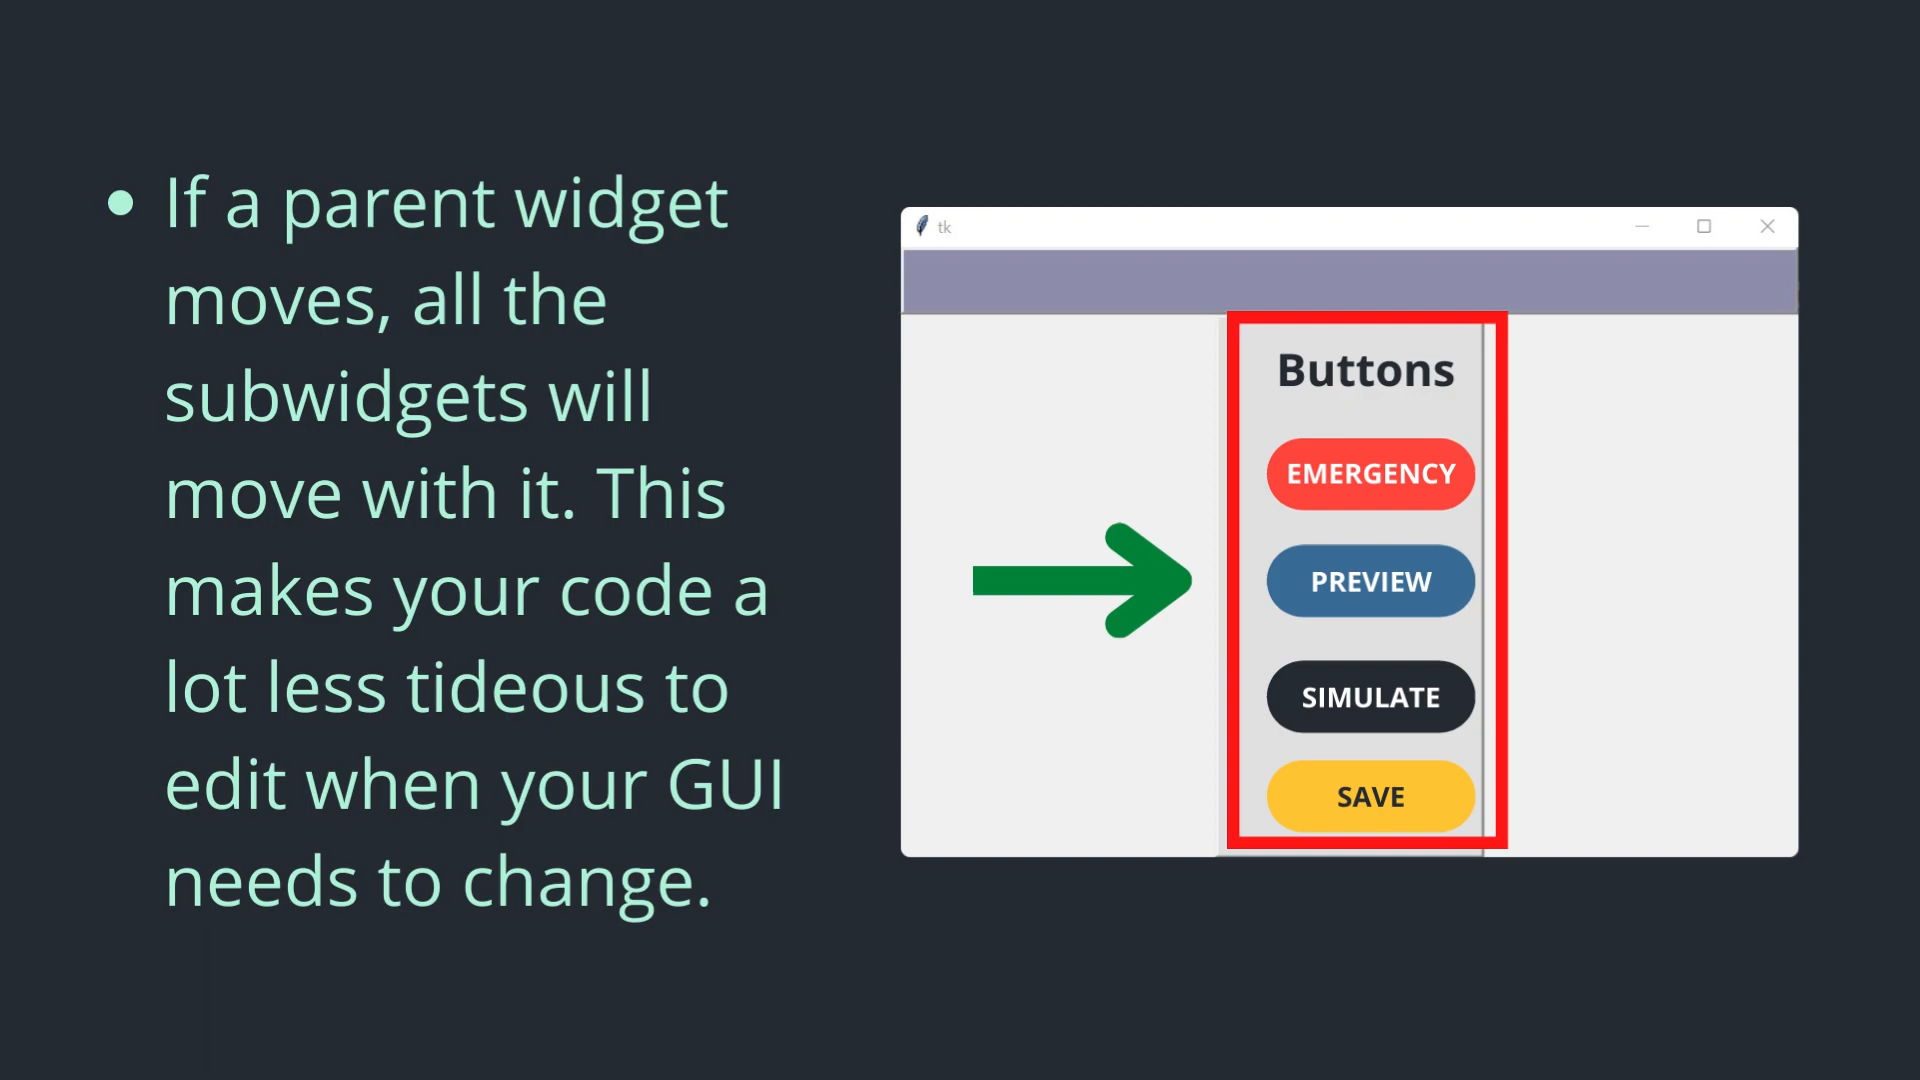 • If a parent widget
moves, all the
subwidgets will
move with it. This
makes your code a
lot less tideous to
edit when your GUI
needs to change.
tk
Buttons
EMERGENCY
PREVIEW
SIMULATE
SAVE